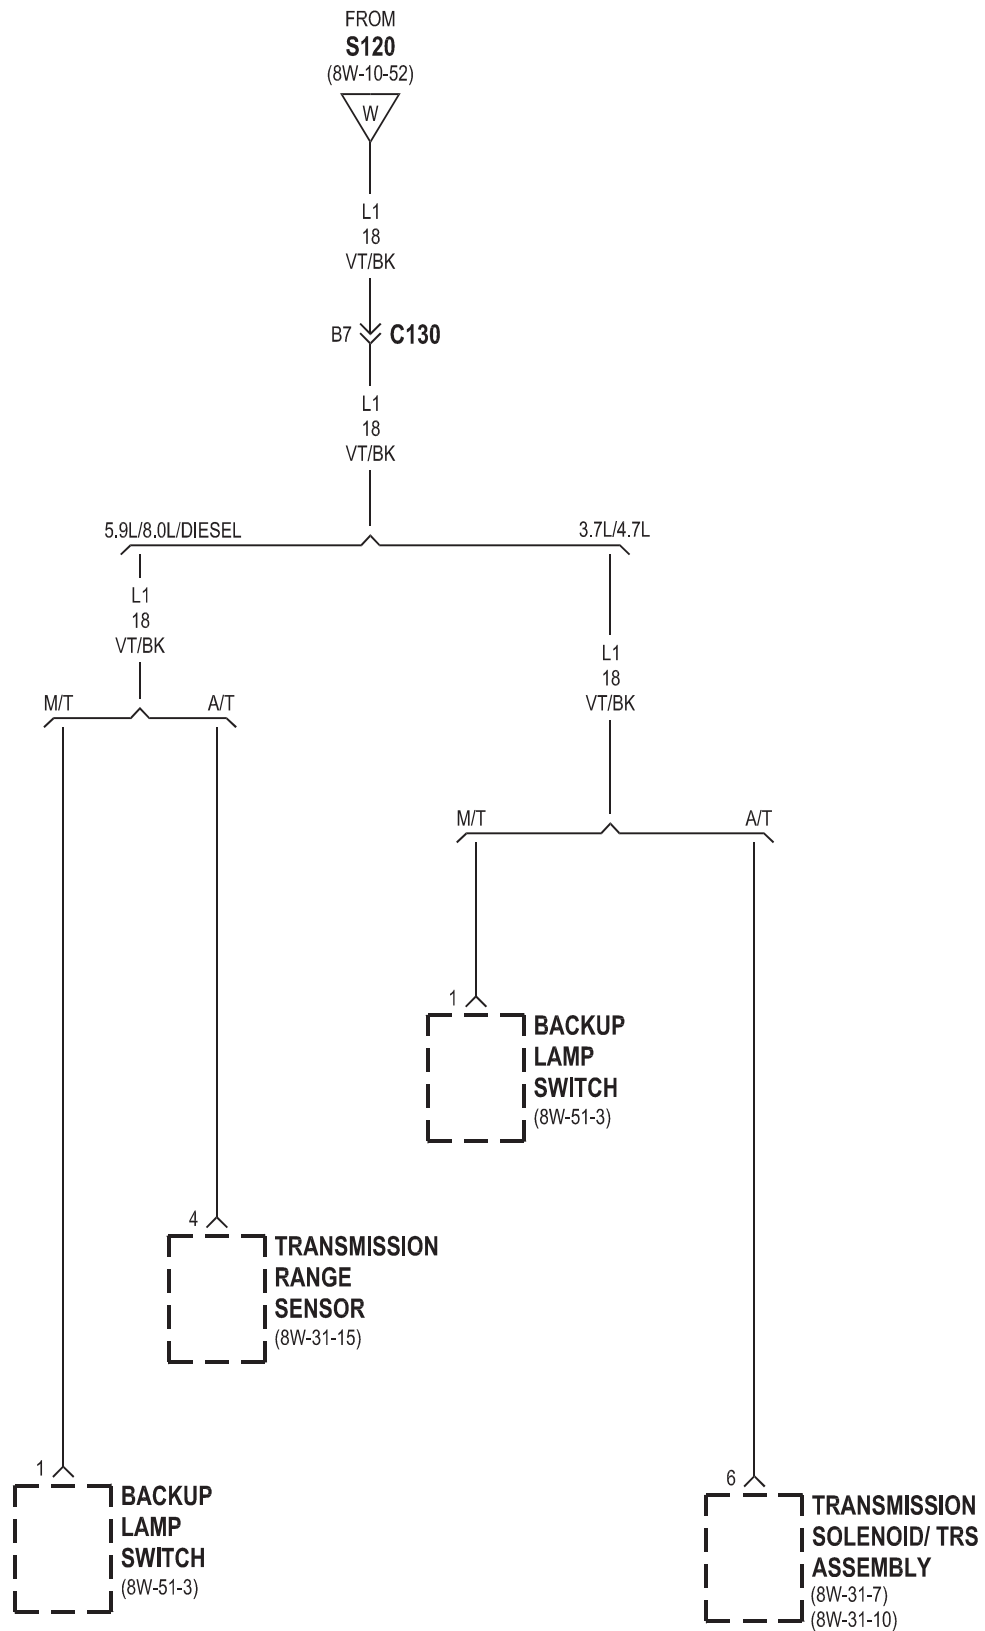 FROM
S120
(8W-10-52)
W
L1
18
VT/BK
B7
C130
L1
18
VT/BK
5.9L/8.0L/DIESEL
3.7L/4.7L
L1
18
VT/BK
L1
18
VT/BK
M/T
A/T
M/T
A/T
1
BACKUP
LAMP
SWITCH
(8W-51-3)
4
TRANSMISSION
RANGE
SENSOR
(8W-31-15)
1
BACKUP
LAMP
SWITCH
(8W-51-3)
6
TRANSMISSION
SOLENOID/ TRS
ASSEMBLY
(8W-31-7)
(8W-31-10)